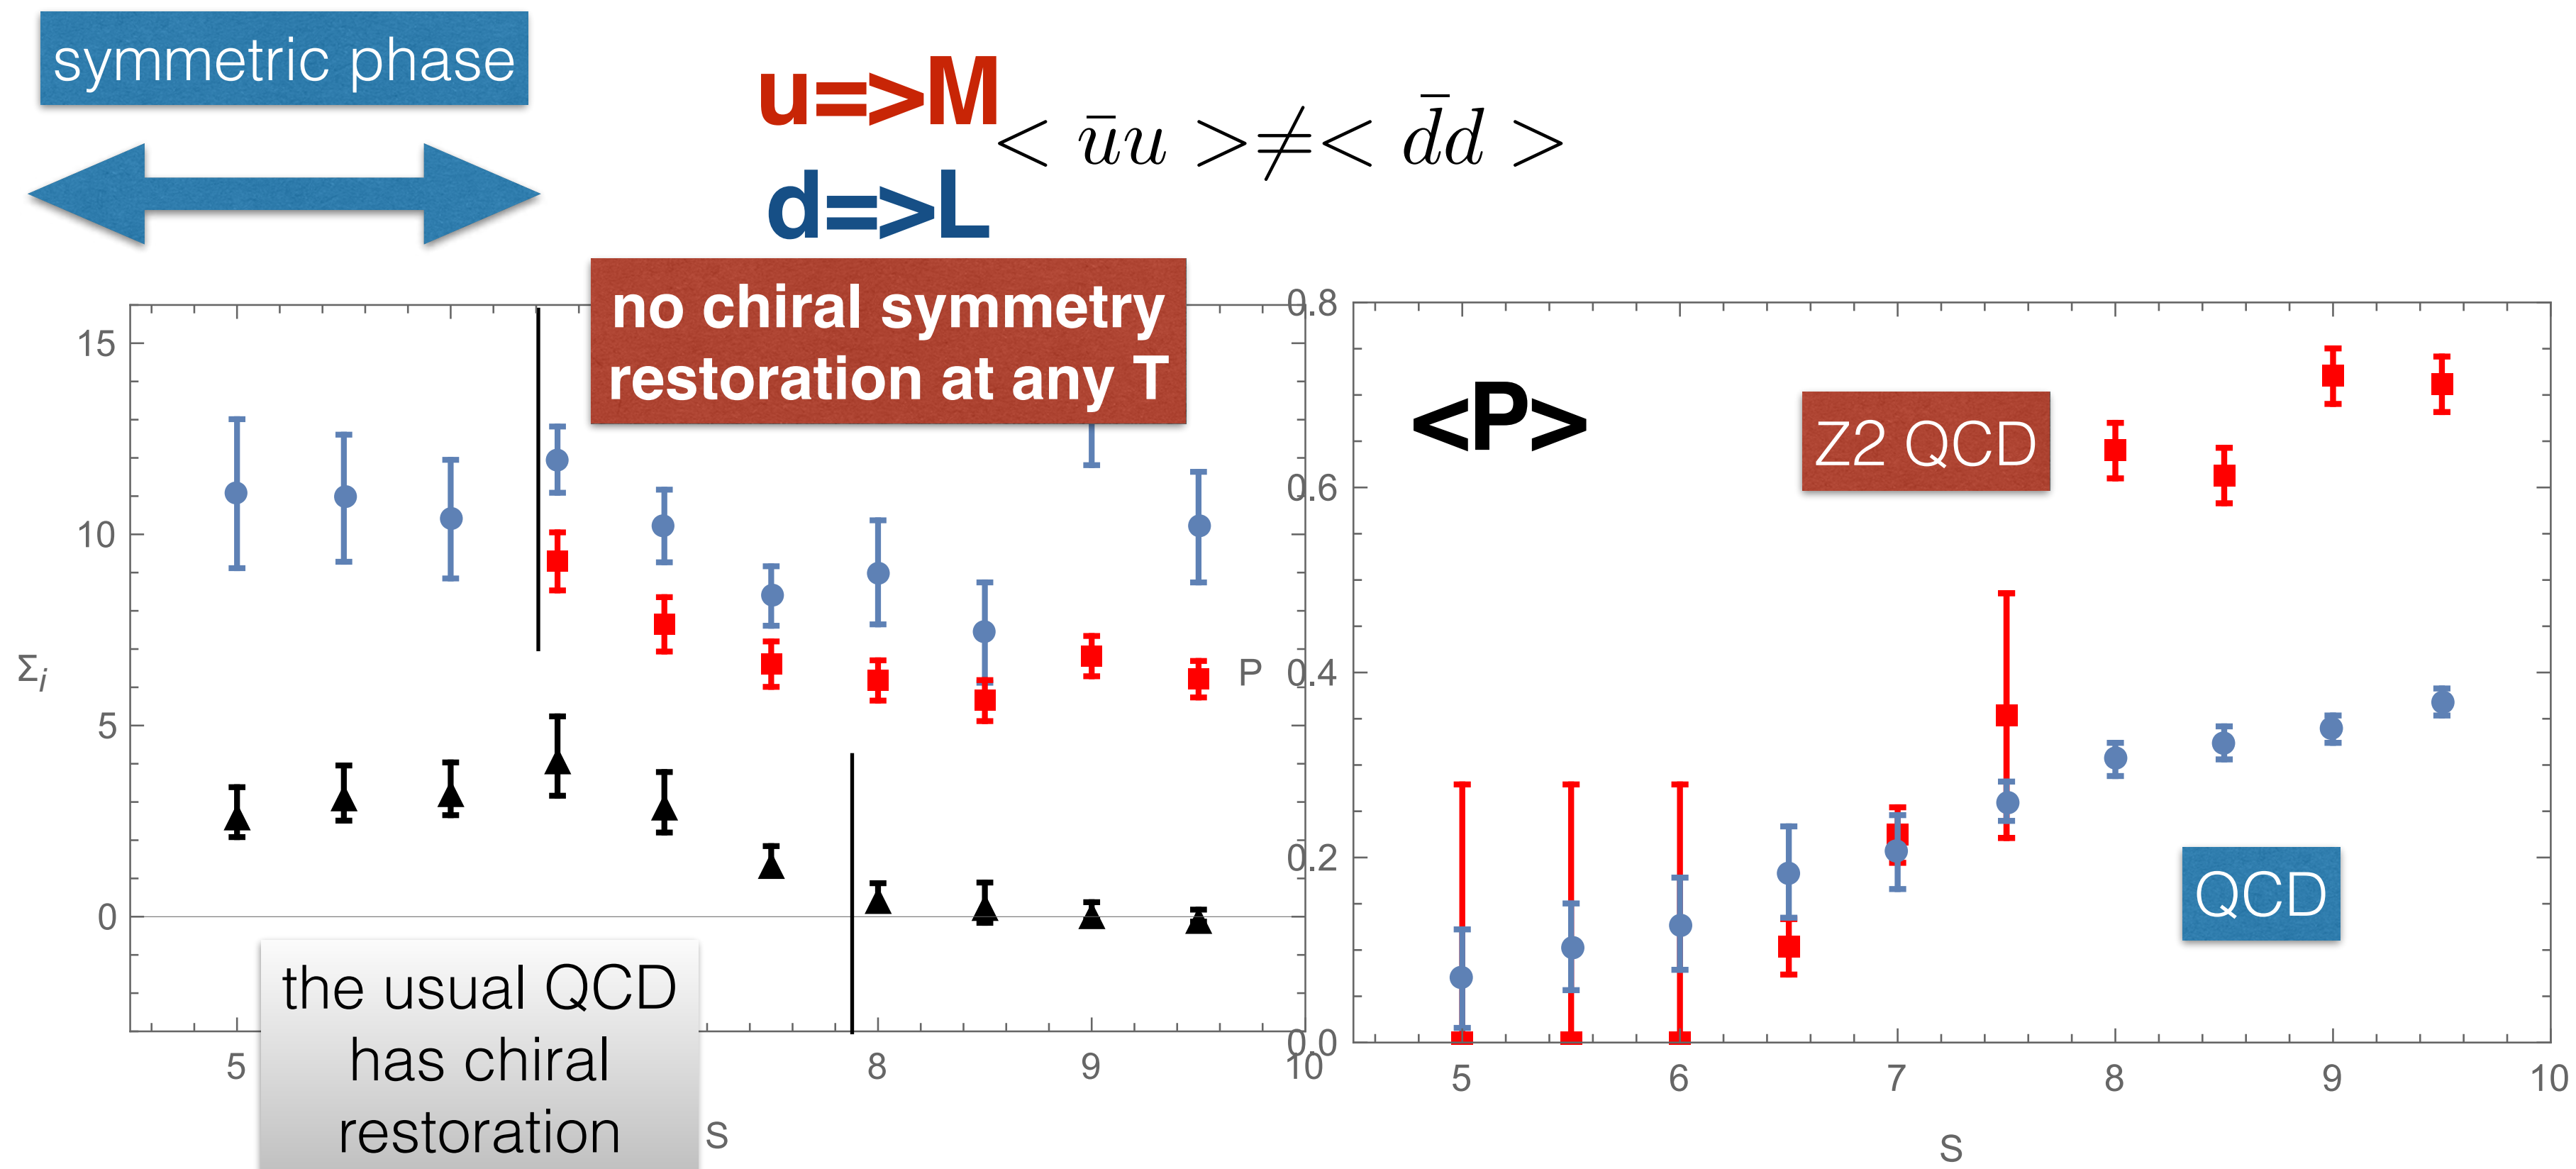 symmetric phase
u=>M
d=>L
< ūu >≠< d̄d >
no chiral symmetry
restoration at any T
15
10
5
0
Σi
5
8
9
10
S
the usual QCD
has chiral
restoration
<P>
Z2 QCD
QCD
0.8
0.6
P 0.4
0.2
0.0
5
6
7
8
9
10
S